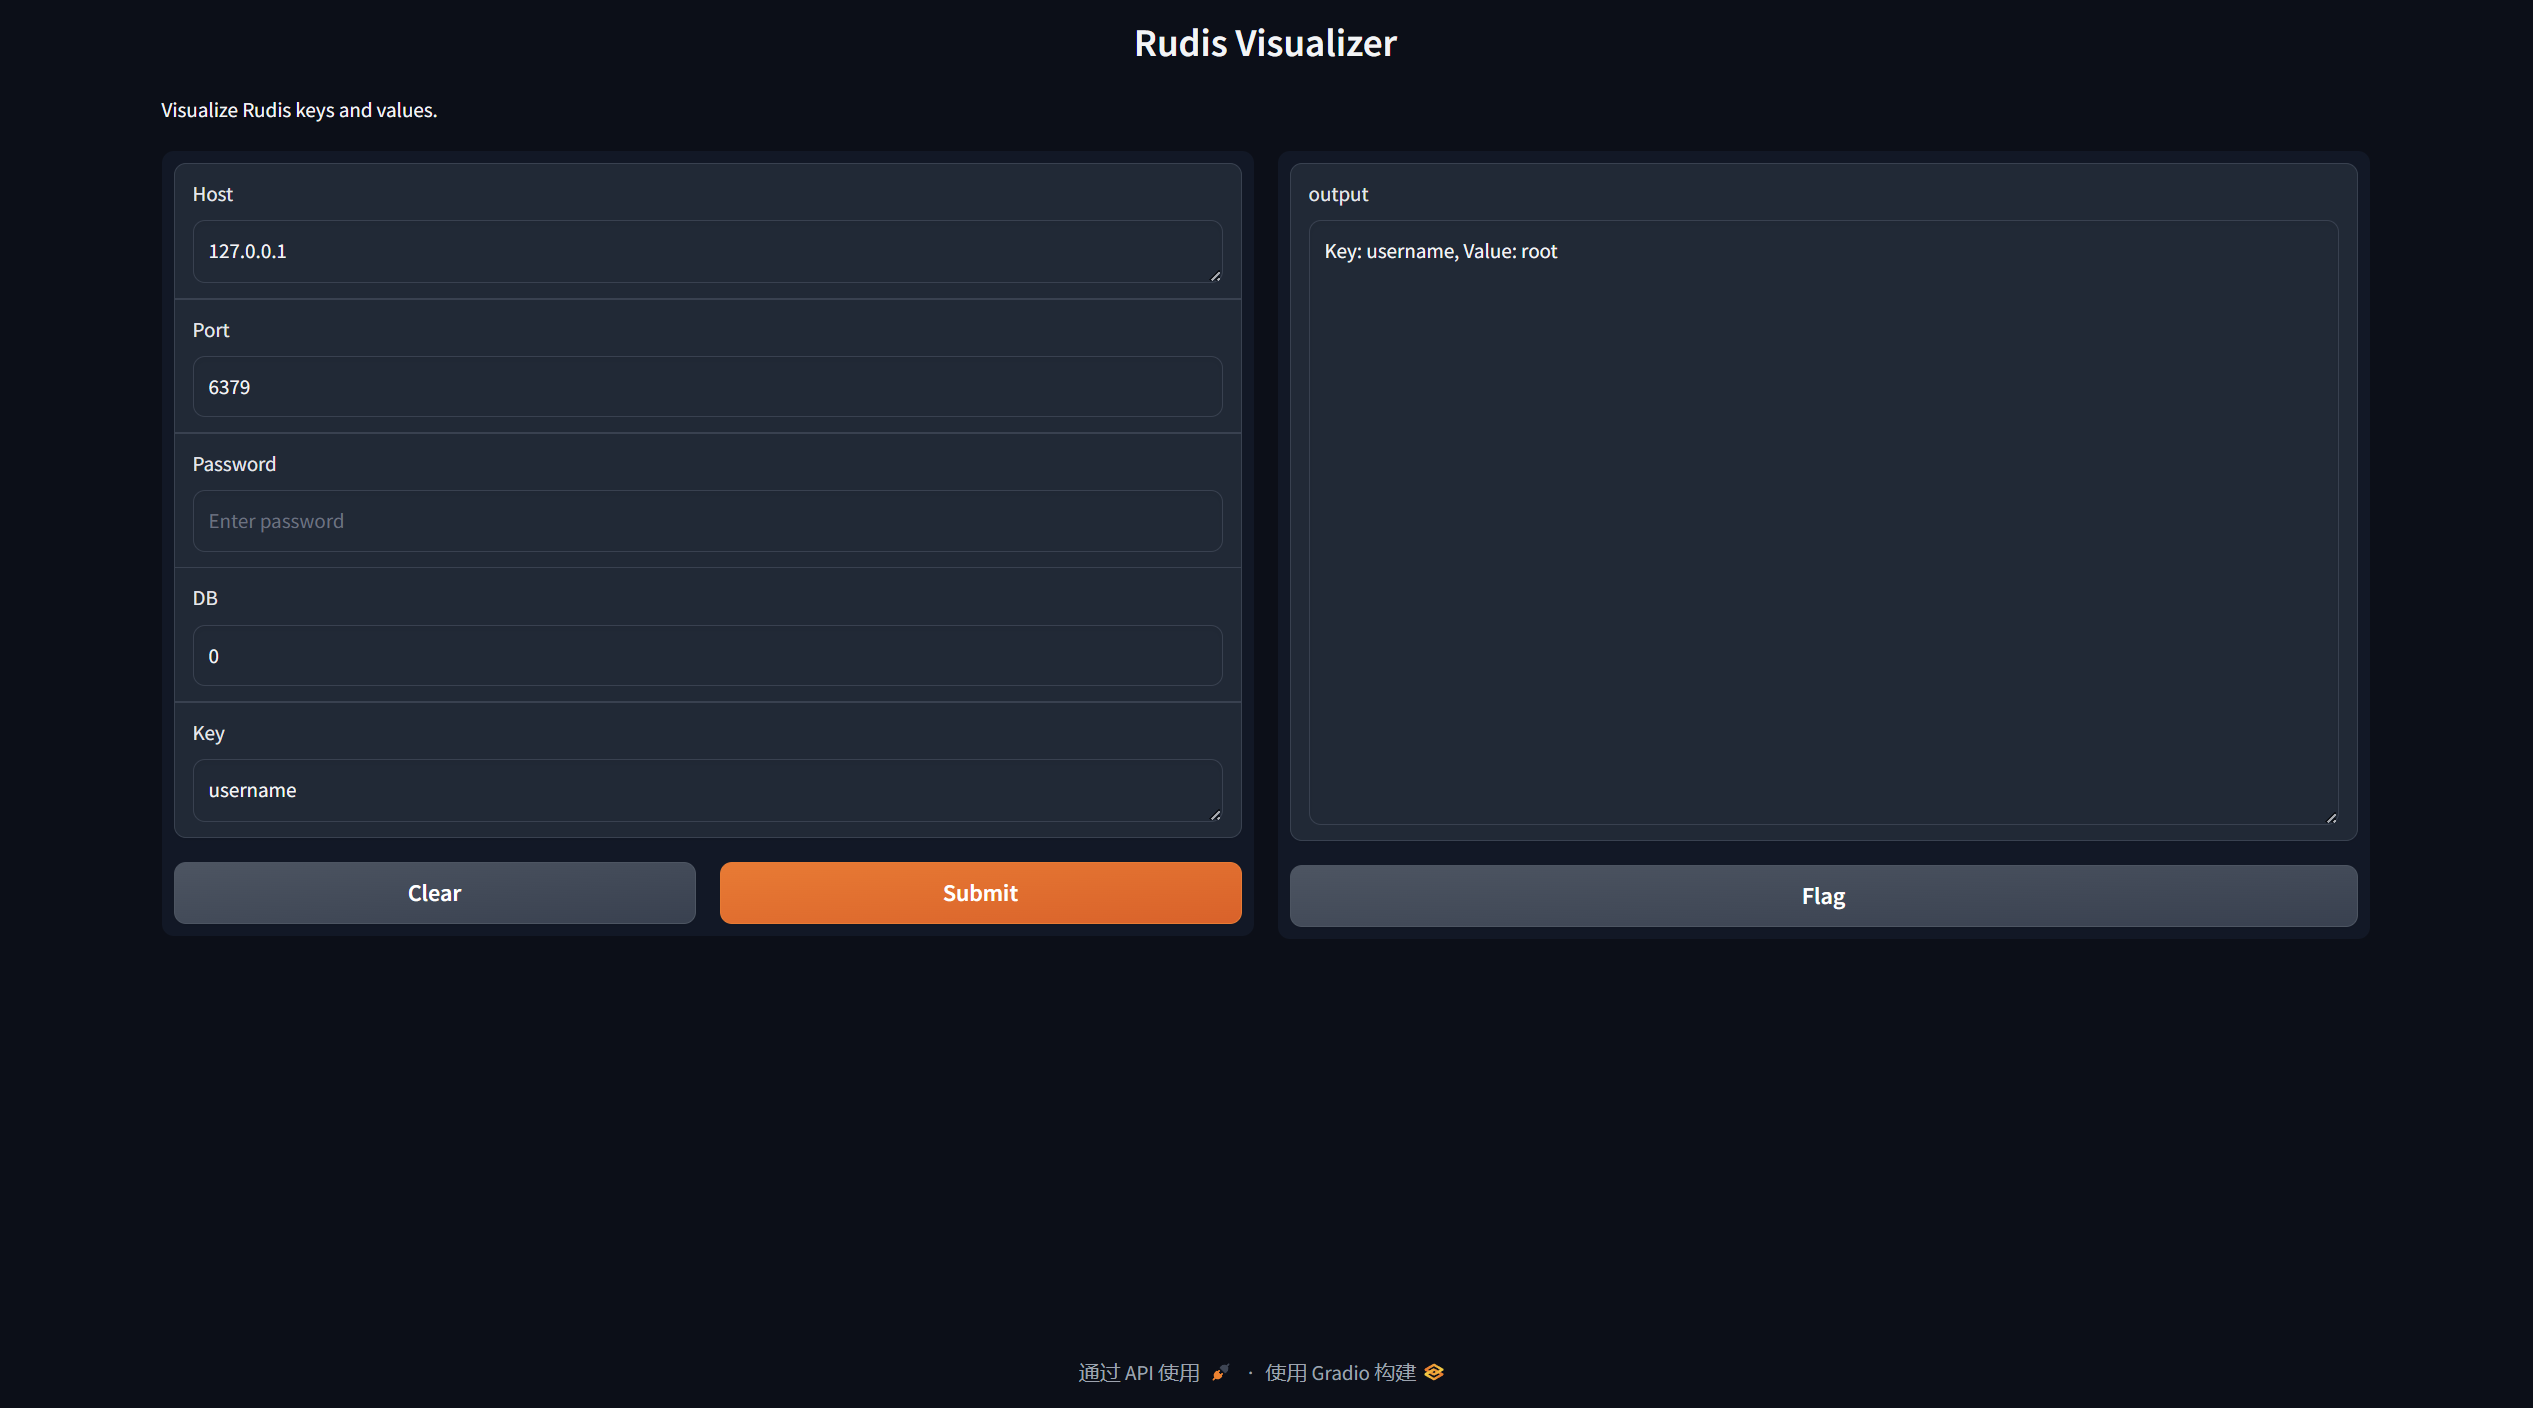 Rudis Visualizer
Visualize Rudis keys and values.
Host
127.0.0.1
Port
6379
Password
Enter password
DB
0
Key
username
Clear
Submit
output
Key: username, Value: root
Flag
通过 API 使用 · 使用 Gradio 构建